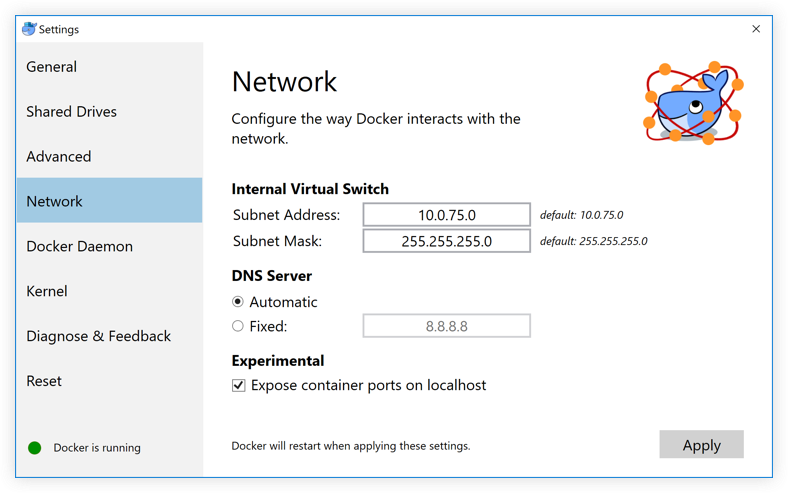 Settings
General
Shared Drives
Advanced
Network
Docker Daemon
Kernel
Diagnose & Feedback
Reset
Docker is running
Network
Configure the way Docker interacts with the
network.
Internal Virtual Switch
Subnet Address: 10.0.75.0 default: 10.0.75.0
Subnet Mask: 255.255.255.0 default: 255.255.255.0
DNS Server
Automatic
Fixed: 8.8.8.8
Experimental
Expose container ports on localhost
Docker will restart when applying these settings.
Apply